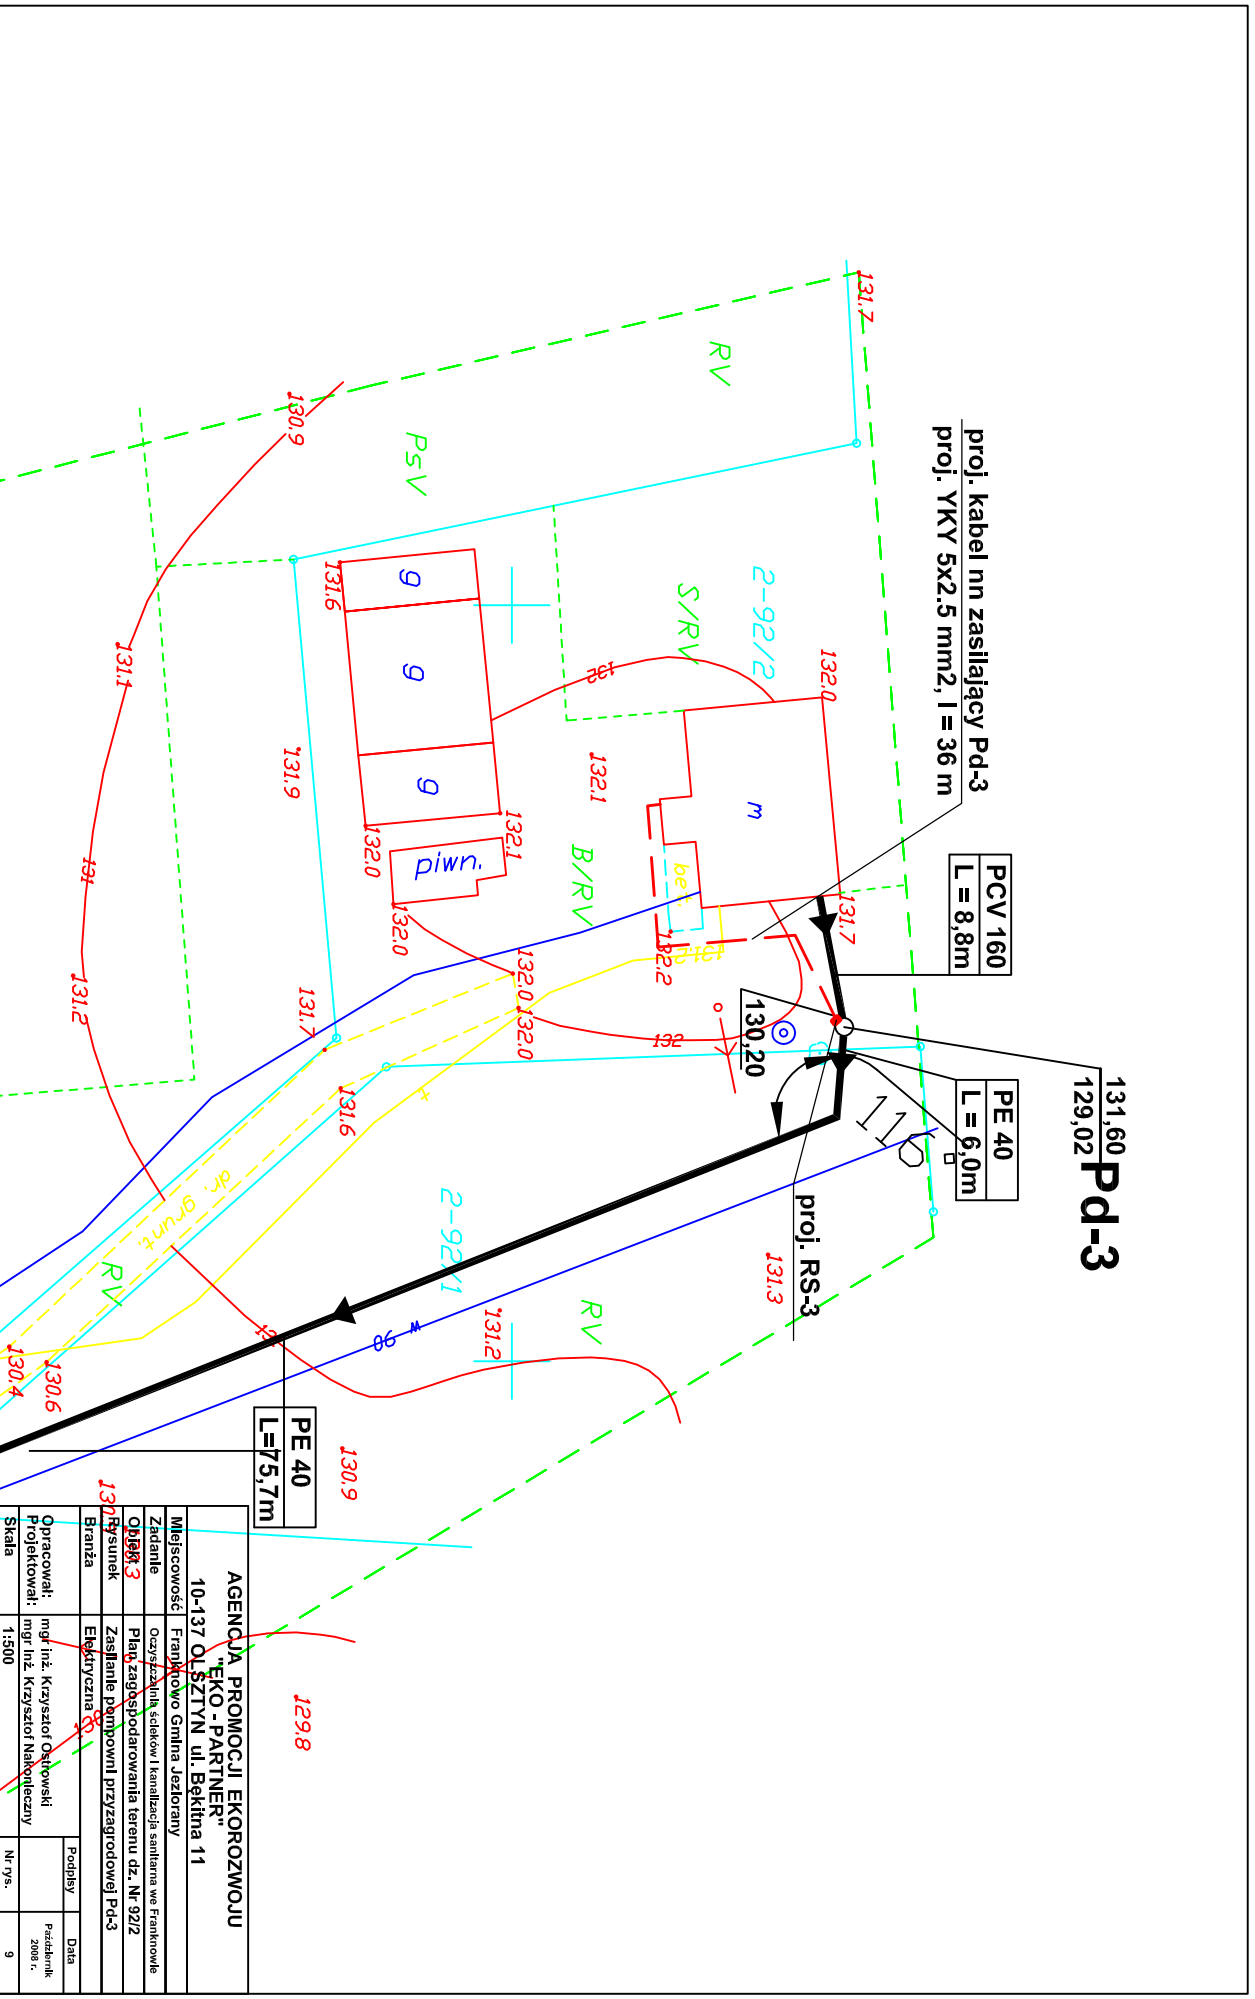 proj. kabel nn zasilający Pd-3
proj. YKY 5x2.5 mm2, l = 36 m
PCV 160
L = 8,8m
131,60
129,02
Pd-3
PE 40
L = 6,0m
118
130,20
proj. RS-3
PE 40
L=75,7m
131.7
RV
130.9
PsV
131.6
g
g
g
S/RV
2-92/2
132
132.0
131.1
131.9
132.1
m
132.0
132.1
piwn.
B/RV
bet.
131
132.0
131.7
132.2
131.2
131.2
131.7
132.0
132.0
132
131.6
t
dr. grunt.
2-92/1
RV
131.3
RV
131.2
w 90
131
130.4
130.6
130.9
129.8
130
AGENCJA PROMOCJI EKOROZWOJU
"EKO - PARTNER"
10-137 OLSZTYN ul. Bękitna 11
Miejscowość Franknowo Gmina Jeziorany
Zadanie Oczyszczalnia ścieków i kanalizacja sanitarna we Franknowie
Obiekt Plan zagospodarowania terenu dz. Nr 92/2
Rysunek Zasilanie pompowni przyzagrodowej Pd-3
Branża Elektryczna
Podpisy Data
Opracował: mgr inż. Krzysztof Ostrowski
Projektował: mgr inż. Krzysztof Nakonieczny
Październik
2008 r.
Skala 1:500 Nr rys. 9